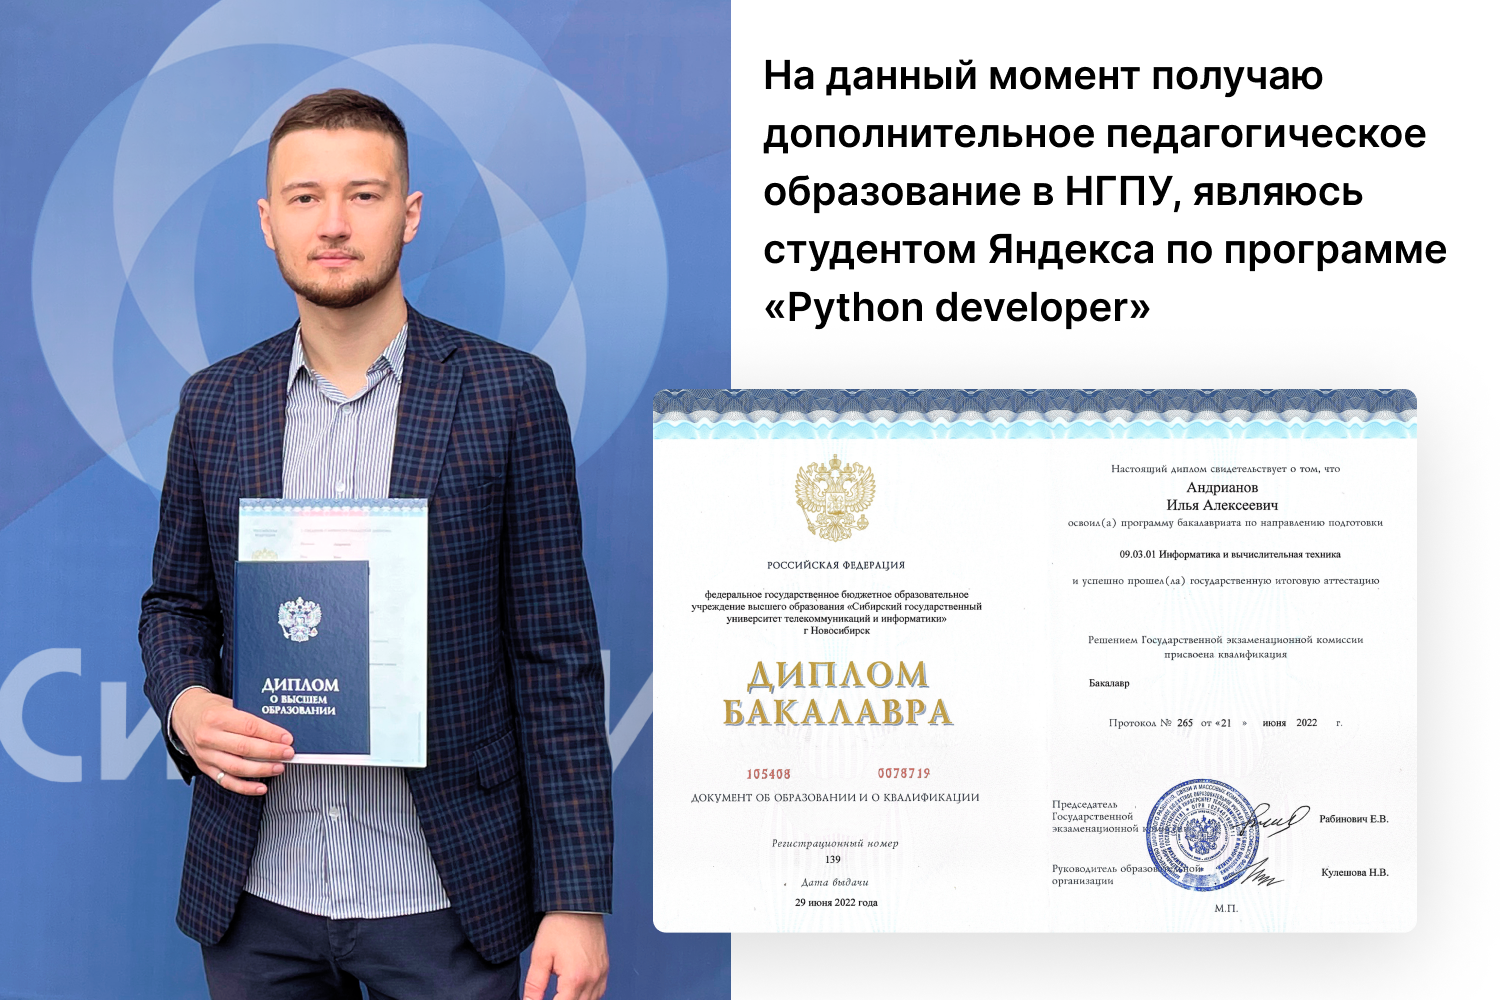 На данный момент получаю
дополнительное педагогическое
образование в НГПУ, являюсь
студентом Яндекса по программе
«Python developer»
ДИПЛОМ
О ВЫСШЕМ
ОБРАЗОВАНИИ
РОССИЙСКАЯ ФЕДЕРАЦИЯ
федеральное государственное бюджетное образовательное
учреждение высшего образования «Сибирский государственный
университет телекоммуникаций и информатики»
г Новосибирск
ДИПЛОМ
БАКАЛАВРА
105408 0078719
ДОКУМЕНТ ОБ ОБРАЗОВАНИИ И О КВАЛИФИКАЦИИ
Регистрационный номер
139
Дата выдачи
29 июня 2022 года
Настоящий диплом свидетельствует о том, что
Андрианов
Илья Алексеевич
освоил(а) программу бакалавриата по направлению подготовки
09.03.01 Информатика и вычислительная техника
и успешно прошел(ла) государственную итоговую аттестацию
Решением Государственной экзаменационной комиссии
присвоена квалификация
Бакалавр
Протокол № 265 от «21 » июня 2022 г.
Председатель
Государственной
экзаменационной комиссии
Рабинович Е.В.
Руководитель образовательной
организации
Кулешова Н.В.
М.П.